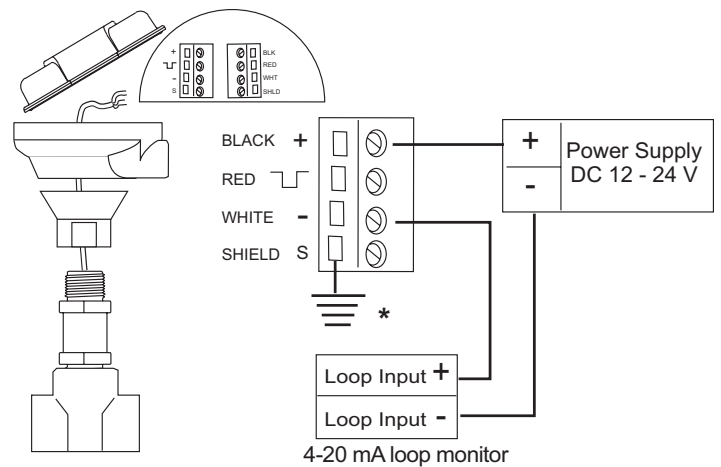 + BLK
RED
- WHT
S SHLD
BLACK +
RED
WHITE -
SHIELD S
*
+ Power Supply
- DC 12 - 24 V
Loop Input +
Loop Input -
4-20 mA loop monitor